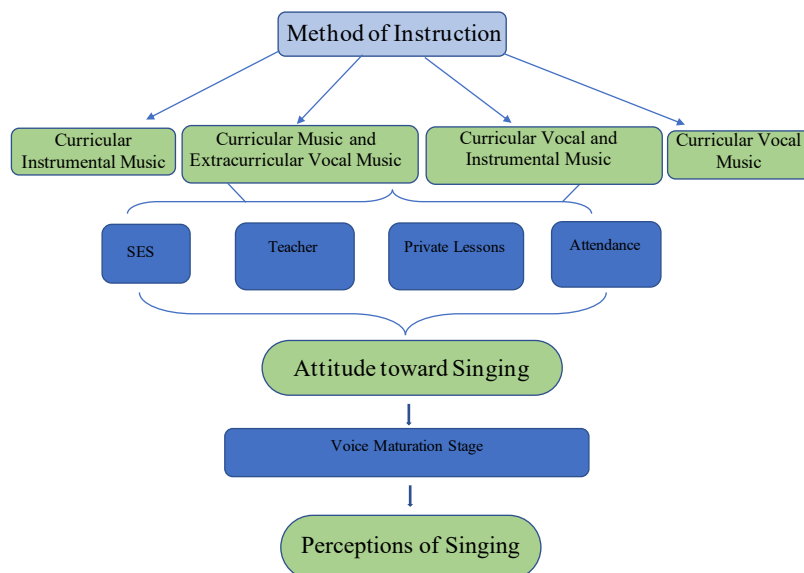 Method of Instruction
Curricular
Instrumental Music
Curricular Music and
Extracurricular Vocal Music
Curricular Vocal and
Instrumental Music
Curricular Vocal
Music
SES
Teacher
Private Lessons
Attendance
Attitude toward Singing
Voice Maturation Stage
Perceptions of Singing